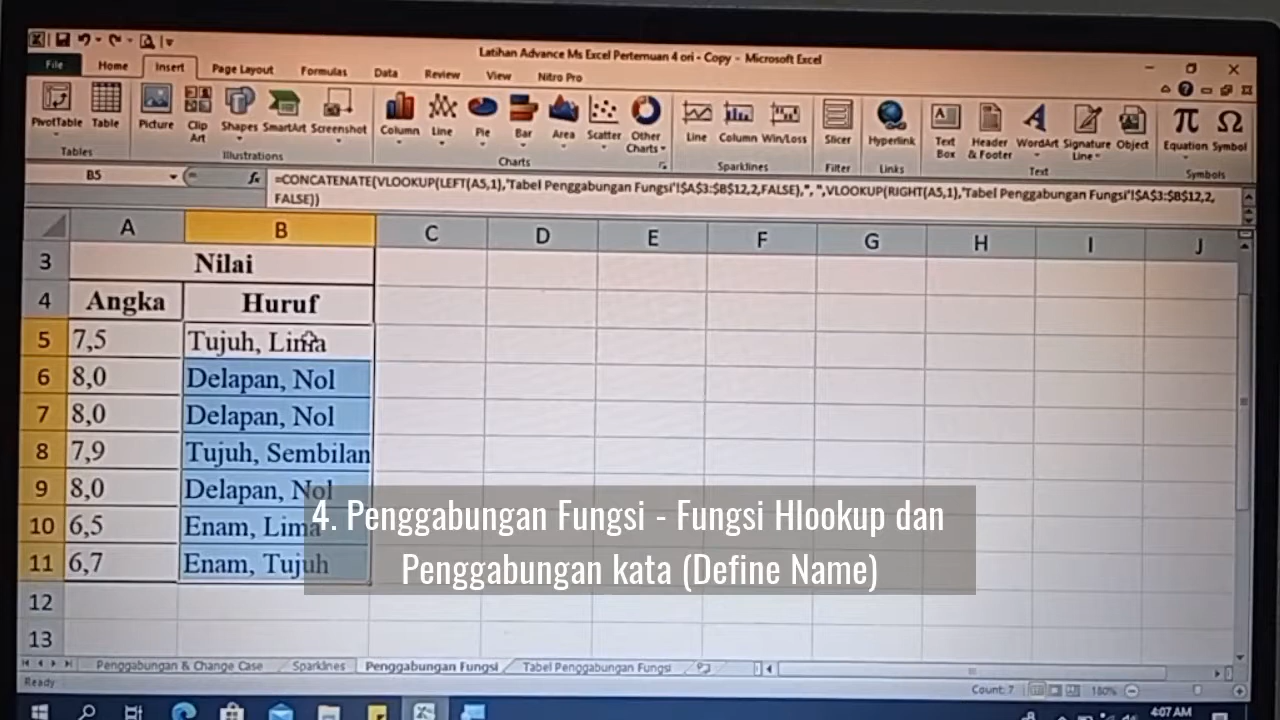 Latihan Advance Ms Excel Pertemuan 4 ori - Copy - Microsoft Excel
File Home Insert Page Layout Formulas Data Review View Nitro Pro
PivotTable Table Picture Clip Art Shapes SmartArt Screenshot Column Line Pie Bar Area Scatter Other Charts Line Column Win/Loss Slicer Hyperlink Text Box Header & Footer WordArt Signature Line Object Equation Symbol
Tables Illustrations Charts Sparklines Filter Links Text Symbols
B5 fx =CONCATENATE(VLOOKUP(LEFT(A5,1),'Tabel Penggabungan Fungsi'!$A$3:$B$12,2,FALSE),", ",VLOOKUP(RIGHT(A5,1),'Tabel Penggabungan Fungsi'!$A$3:$B$12,2,
FALSE))
A B C D E F G H I J
3 Nilai
4 Angka Huruf
5 7,5 Tujuh, Lima
6 8,0 Delapan, Nol
7 8,0 Delapan, Nol
8 7,9 Tujuh, Sembilan
9 8,0 Delapan, Nol
10 6,5 Enam, Lima
11 6,7 Enam, Tujuh
12
13
4. Penggabungan Fungsi - Fungsi Hlookup dan
Penggabungan kata (Define Name)
Penggabungan & Change Case Sparklines Penggabungan Fungsi Tabel Penggabungan Fungsi
Ready Count: 7 180%
4:07 AM